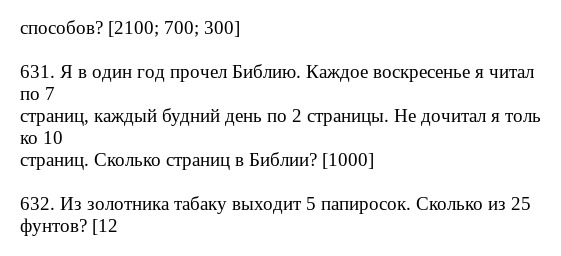 способов? [2100; 700; 300]
631. Я в один год прочел Библию. Каждое воскресенье я читал
по 7
страниц, каждый будний день по 2 страницы. Не дочитал я толь
ко 10
страниц. Сколько страниц в Библии? [1000]
632. Из золотника табаку выходит 5 папиросок. Сколько из 25
фунтов? [12